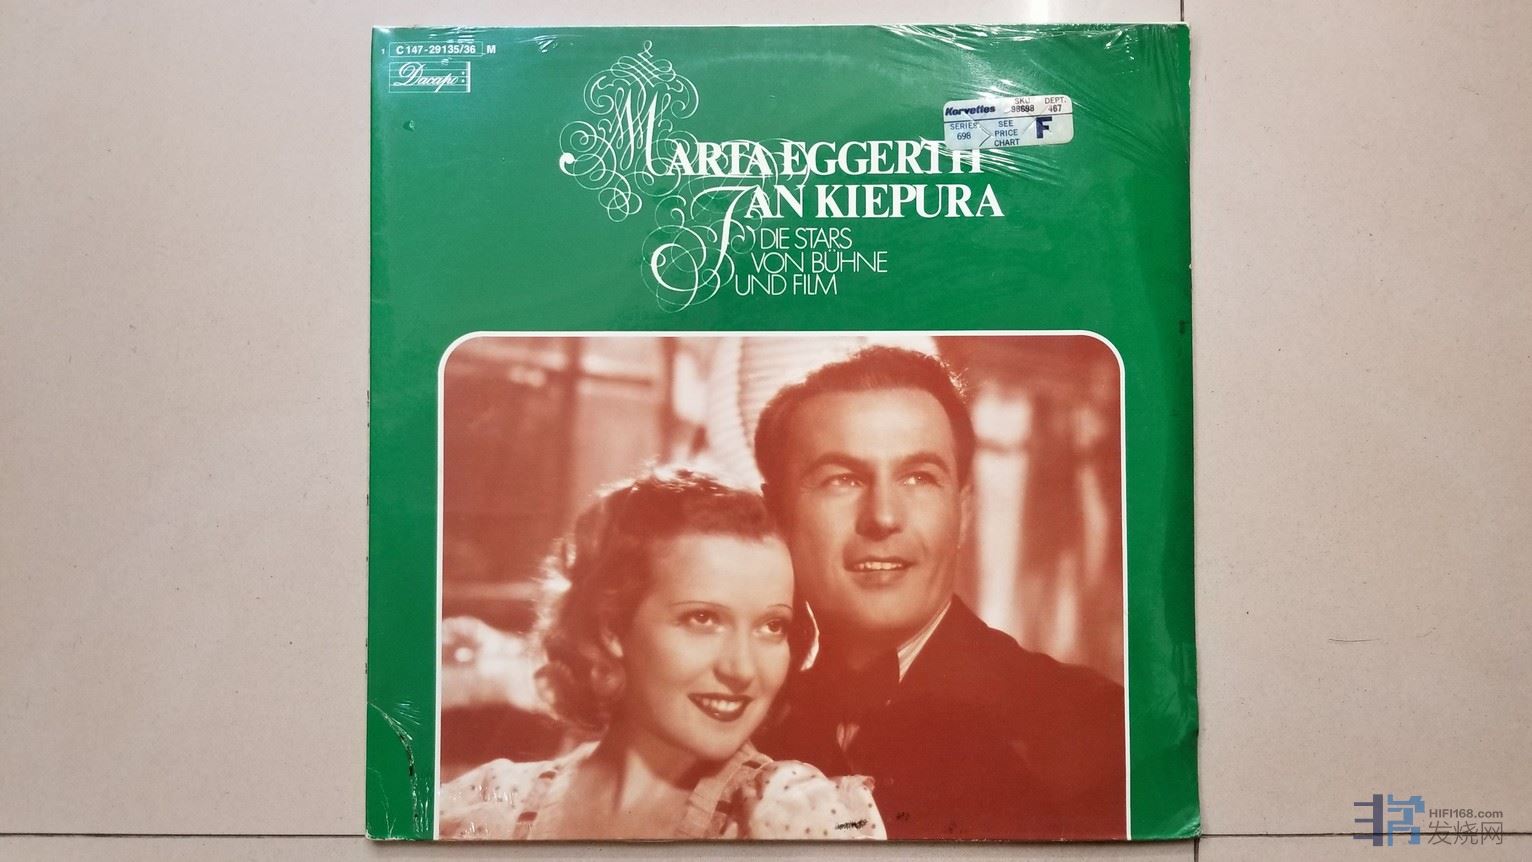 1 C 147-29135/36 M
Dacapo
Korvettes SKU 98698 DEPT. 467
SERIES 698 SEE PRICE CHART F
MARTA EGGERTH
JAN KIEPURA
DIE STARS
VON BÜHNE
UND FILM
HIFI168.com
发烧网